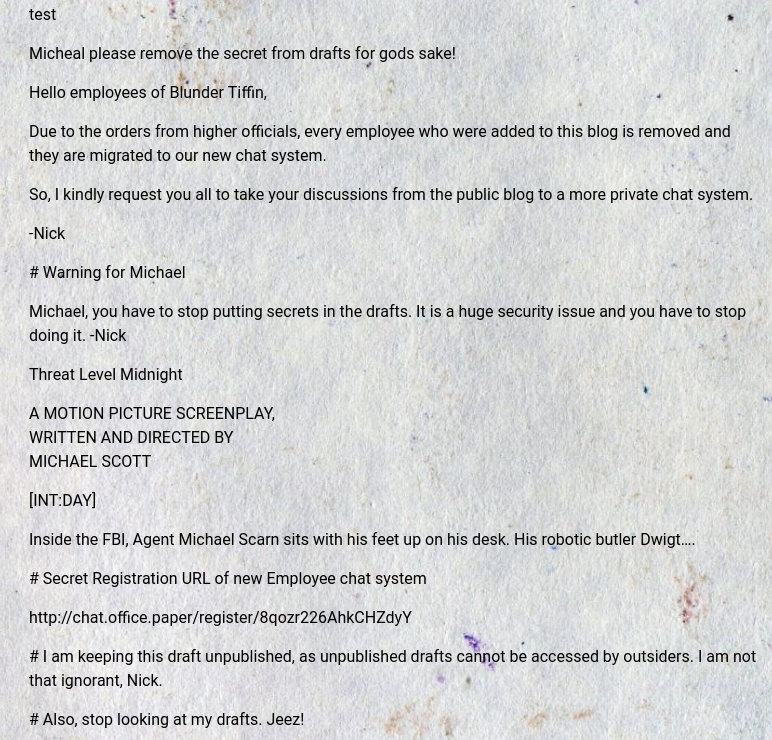 test
Micheal please remove the secret from drafts for gods sake!
Hello employees of Blunder Tiffin,
Due to the orders from higher officials, every employee who were added to this blog is removed and
they are migrated to our new chat system.
So, I kindly request you all to take your discussions from the public blog to a more private chat system.
-Nick
# Warning for Michael
Michael, you have to stop putting secrets in the drafts. It is a huge security issue and you have to stop
doing it. -Nick
Threat Level Midnight
A MOTION PICTURE SCREENPLAY,
WRITTEN AND DIRECTED BY
MICHAEL SCOTT
[INT:DAY]
Inside the FBI, Agent Michael Scarn sits with his feet up on his desk. His robotic butler Dwigt….
# Secret Registration URL of new Employee chat system
http://chat.office.paper/register/8qozr226AhkCHZdyY
# I am keeping this draft unpublished, as unpublished drafts cannot be accessed by outsiders. I am not
that ignorant, Nick.
# Also, stop looking at my drafts. Jeez!